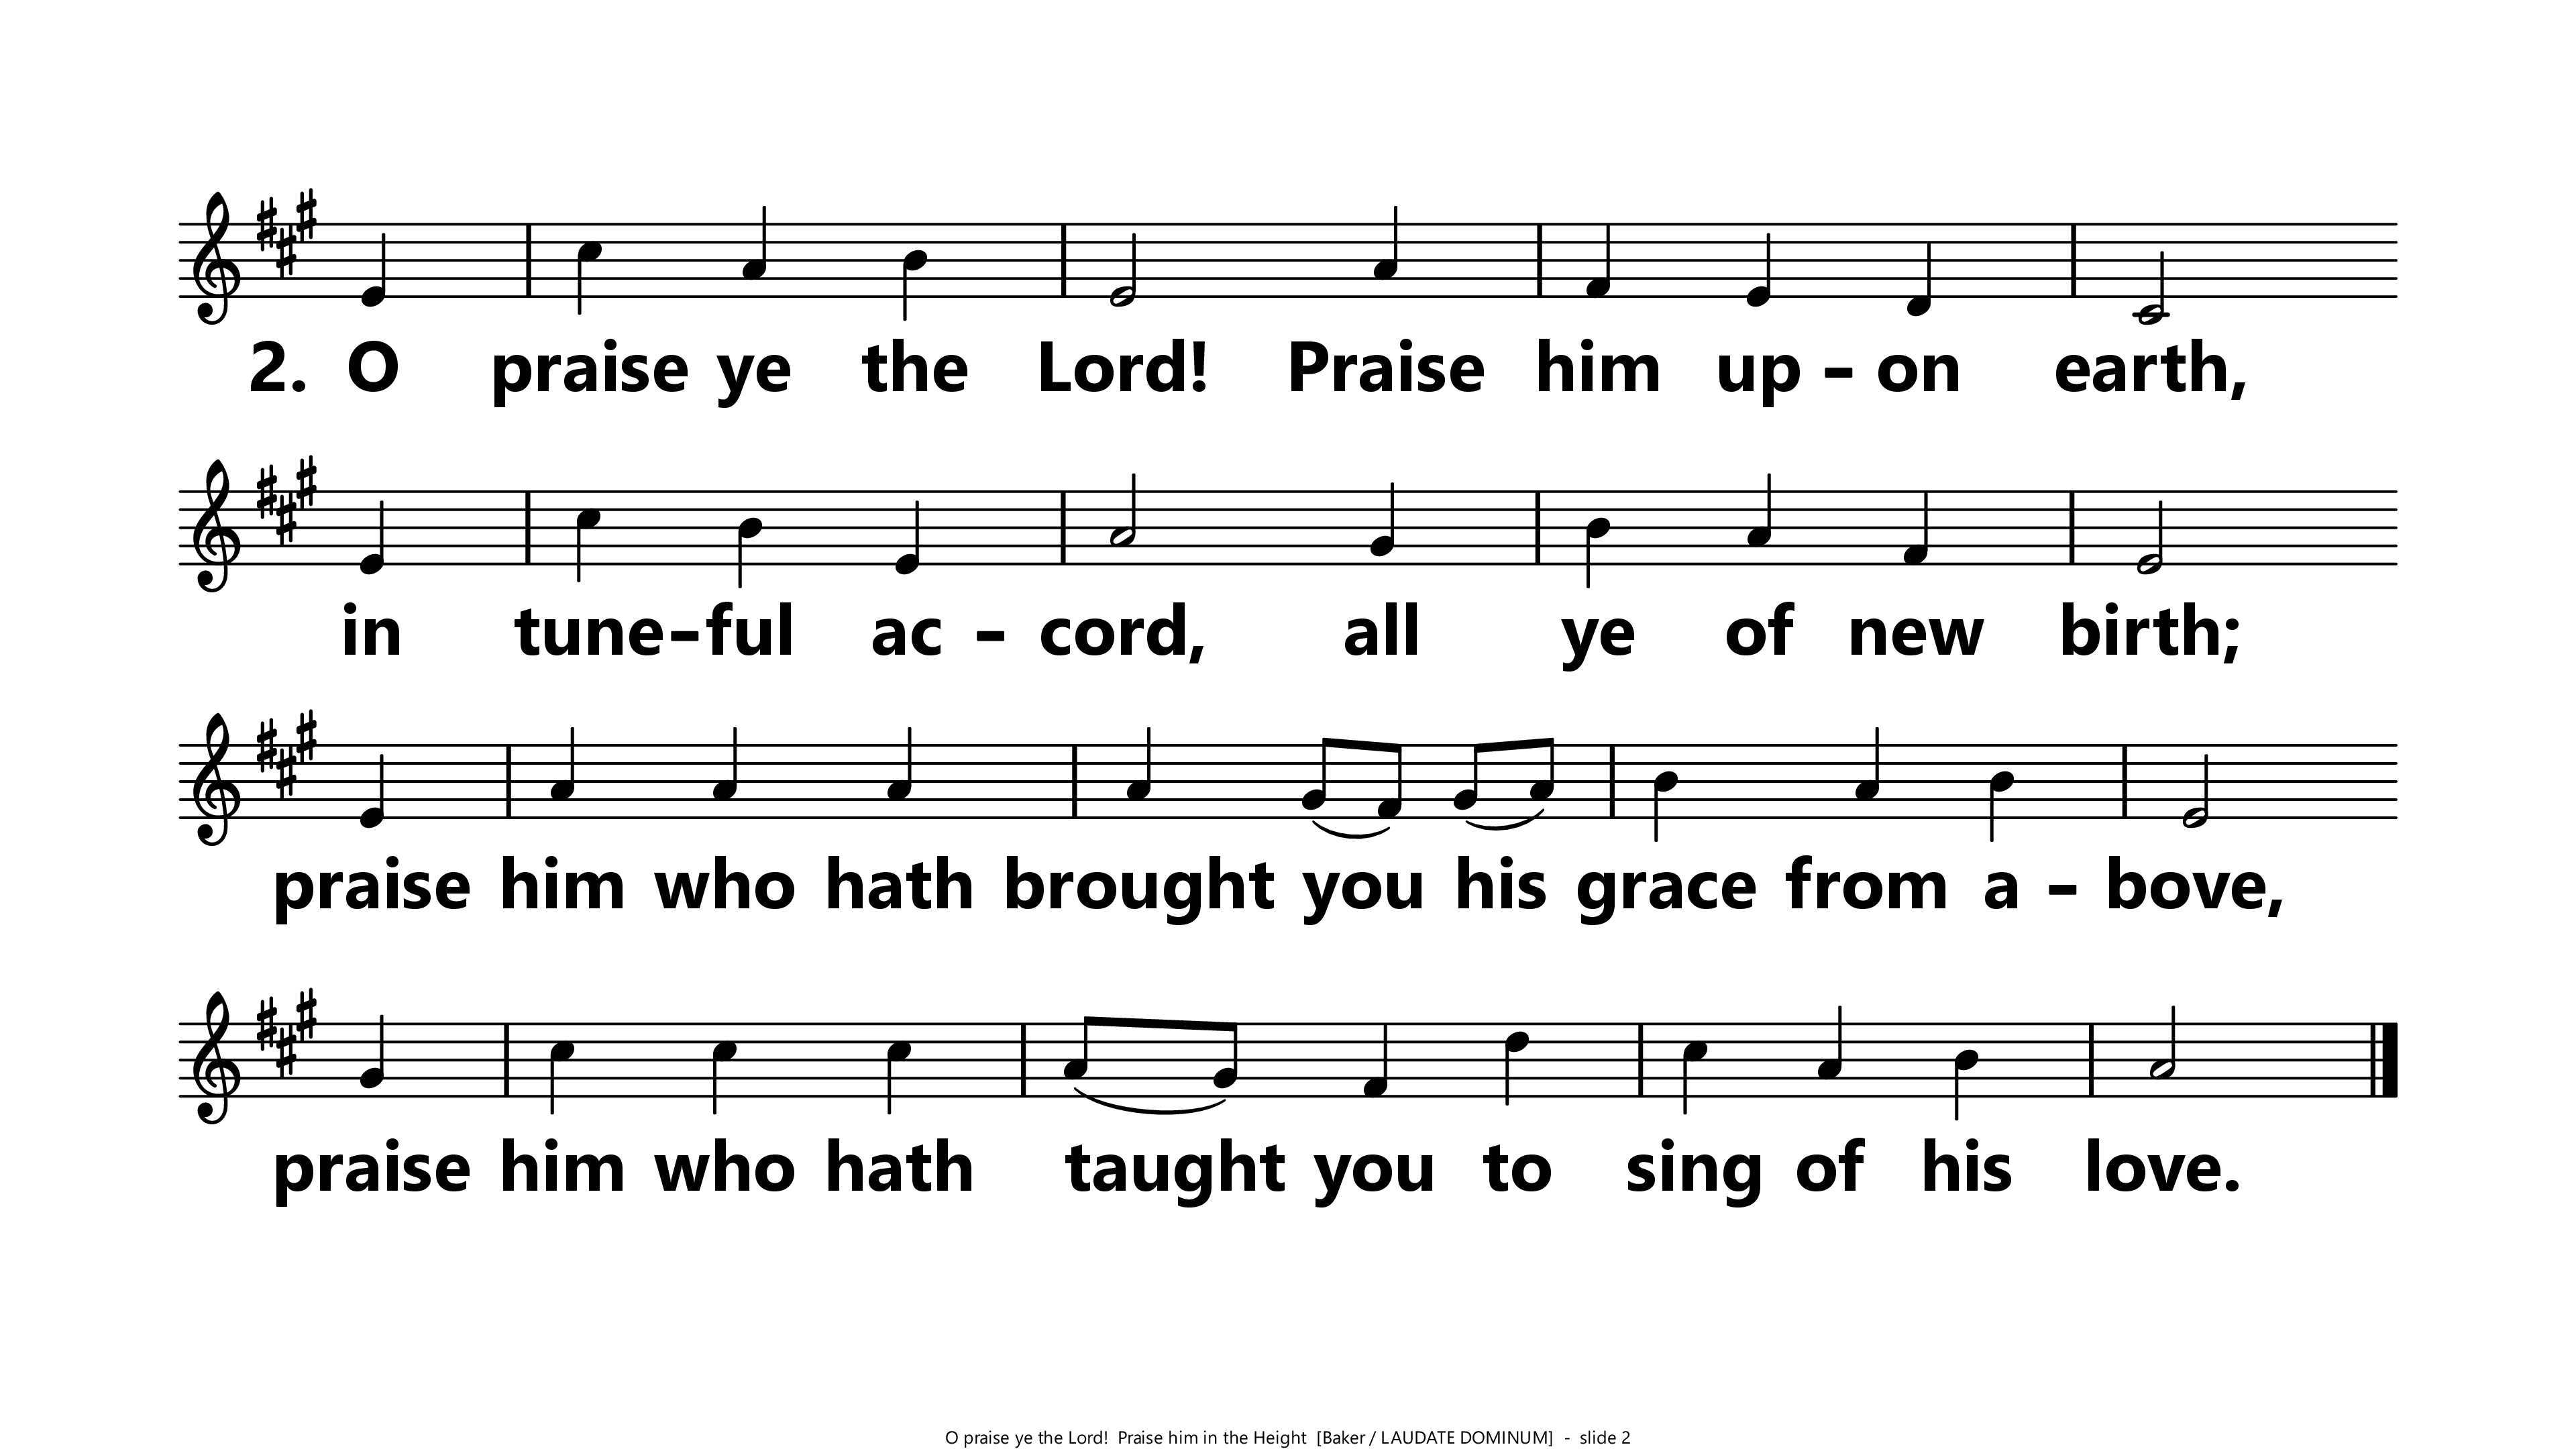 2. O praise ye the Lord! Praise him up - on earth,
in tune-ful ac - cord, all ye of new birth;
praise him who hath brought you his grace from a - bove,
praise him who hath taught you to sing of his love.
O praise ye the Lord!  Praise him in the Height  [Baker / LAUDATE DOMINUM]  -  slide 2